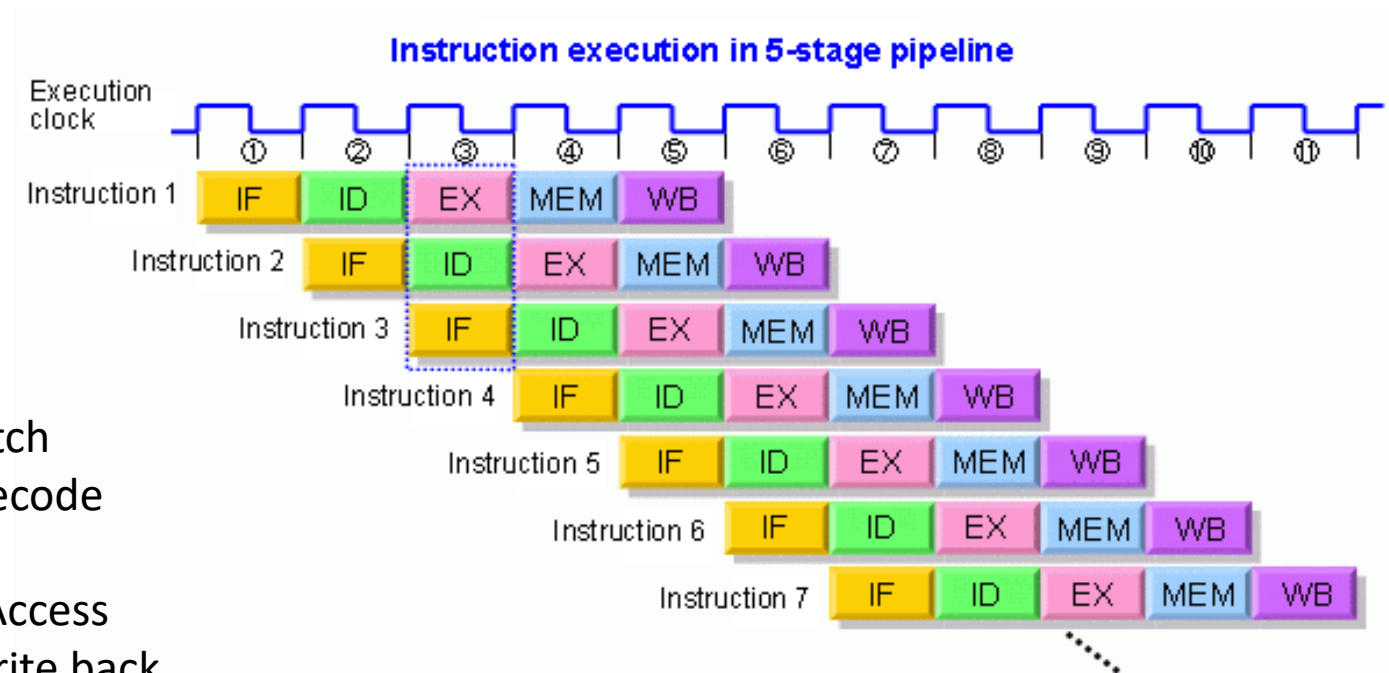 Instruction execution in 5-stage pipeline
Execution
clock
① ② ③ ④ ⑤ ⑥ ⑦ ⑧ ⑨ ⑩ ⑪
Instruction 1 IF ID EX MEM WB
Instruction 2 IF ID EX MEM WB
Instruction 3 IF ID EX MEM WB
Instruction 4 IF ID EX MEM WB
tch
Instruction 5 IF ID EX MEM WB
ecode
Instruction 6 IF ID EX MEM WB
Instruction 7 IF ID EX MEM WB
Access
rite back